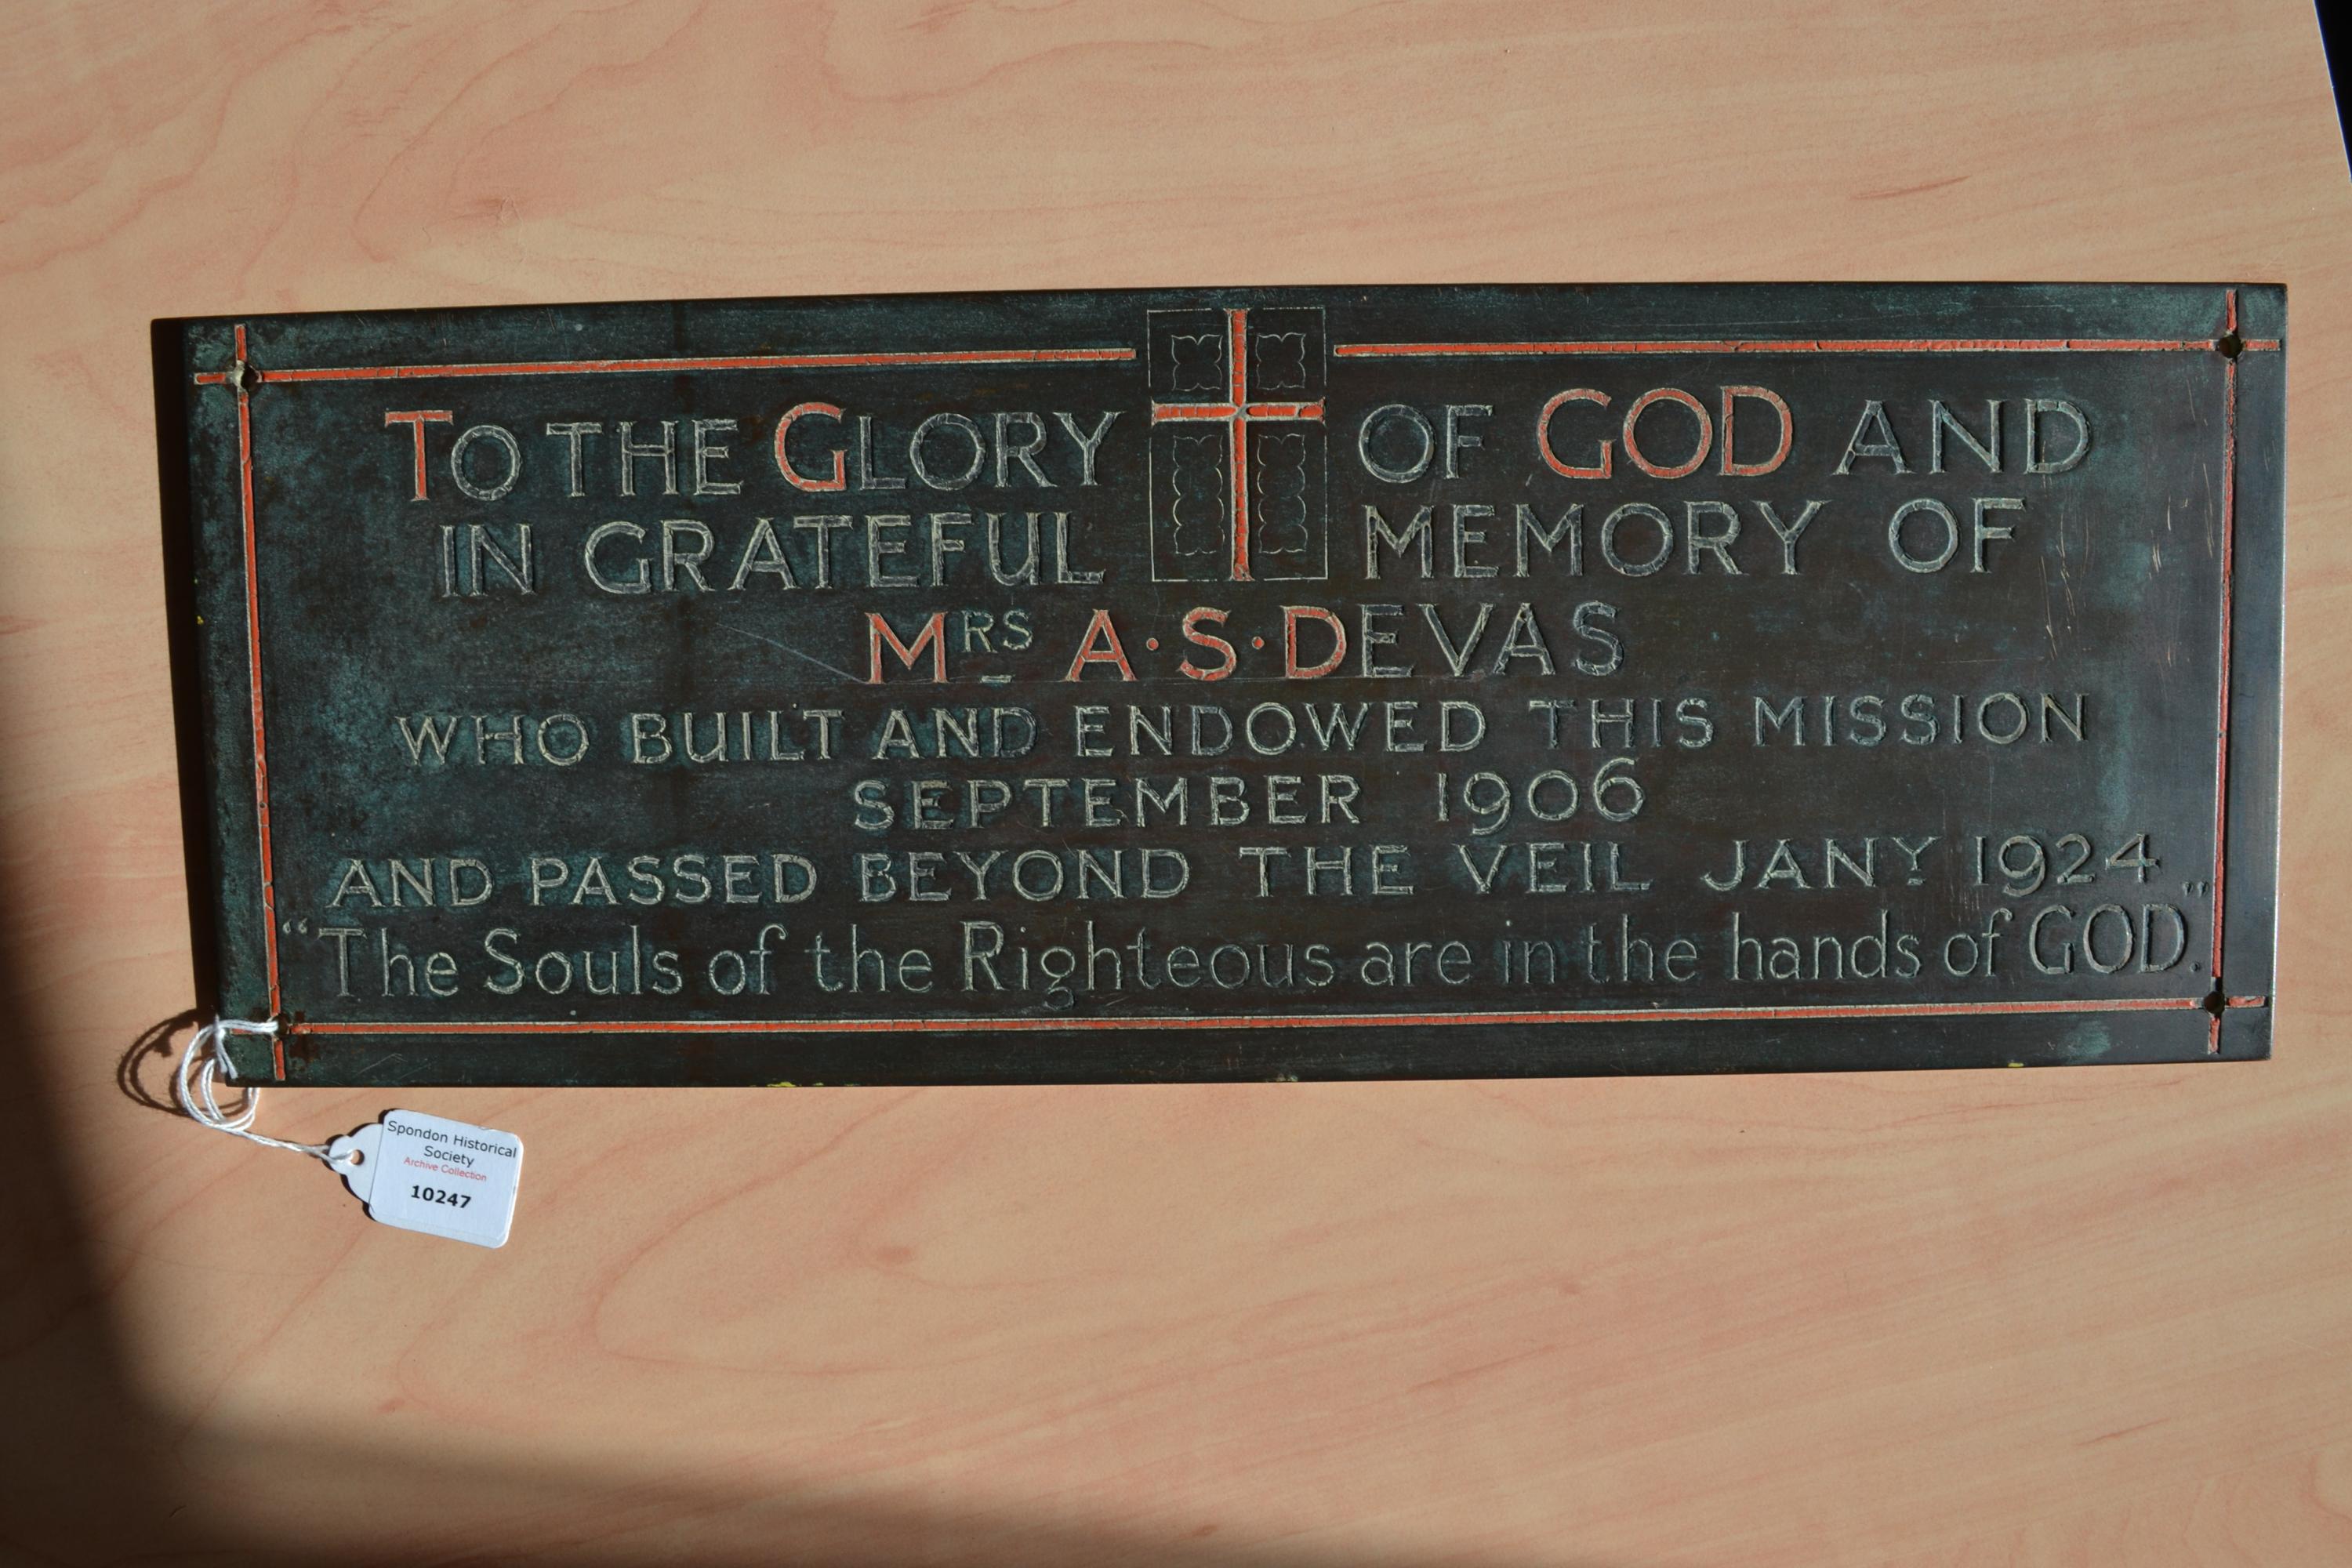 TO THE GLORY OF GOD AND
IN GRATEFUL MEMORY OF
MRS A·S·DEVAS
WHO BUILT AND ENDOWED THIS MISSION
SEPTEMBER 1906
AND PASSED BEYOND THE VEIL JANY 1924
“The Souls of the Righteous are in the hands of GOD.”
Spondon Historical
Society
Archive Collection
10247